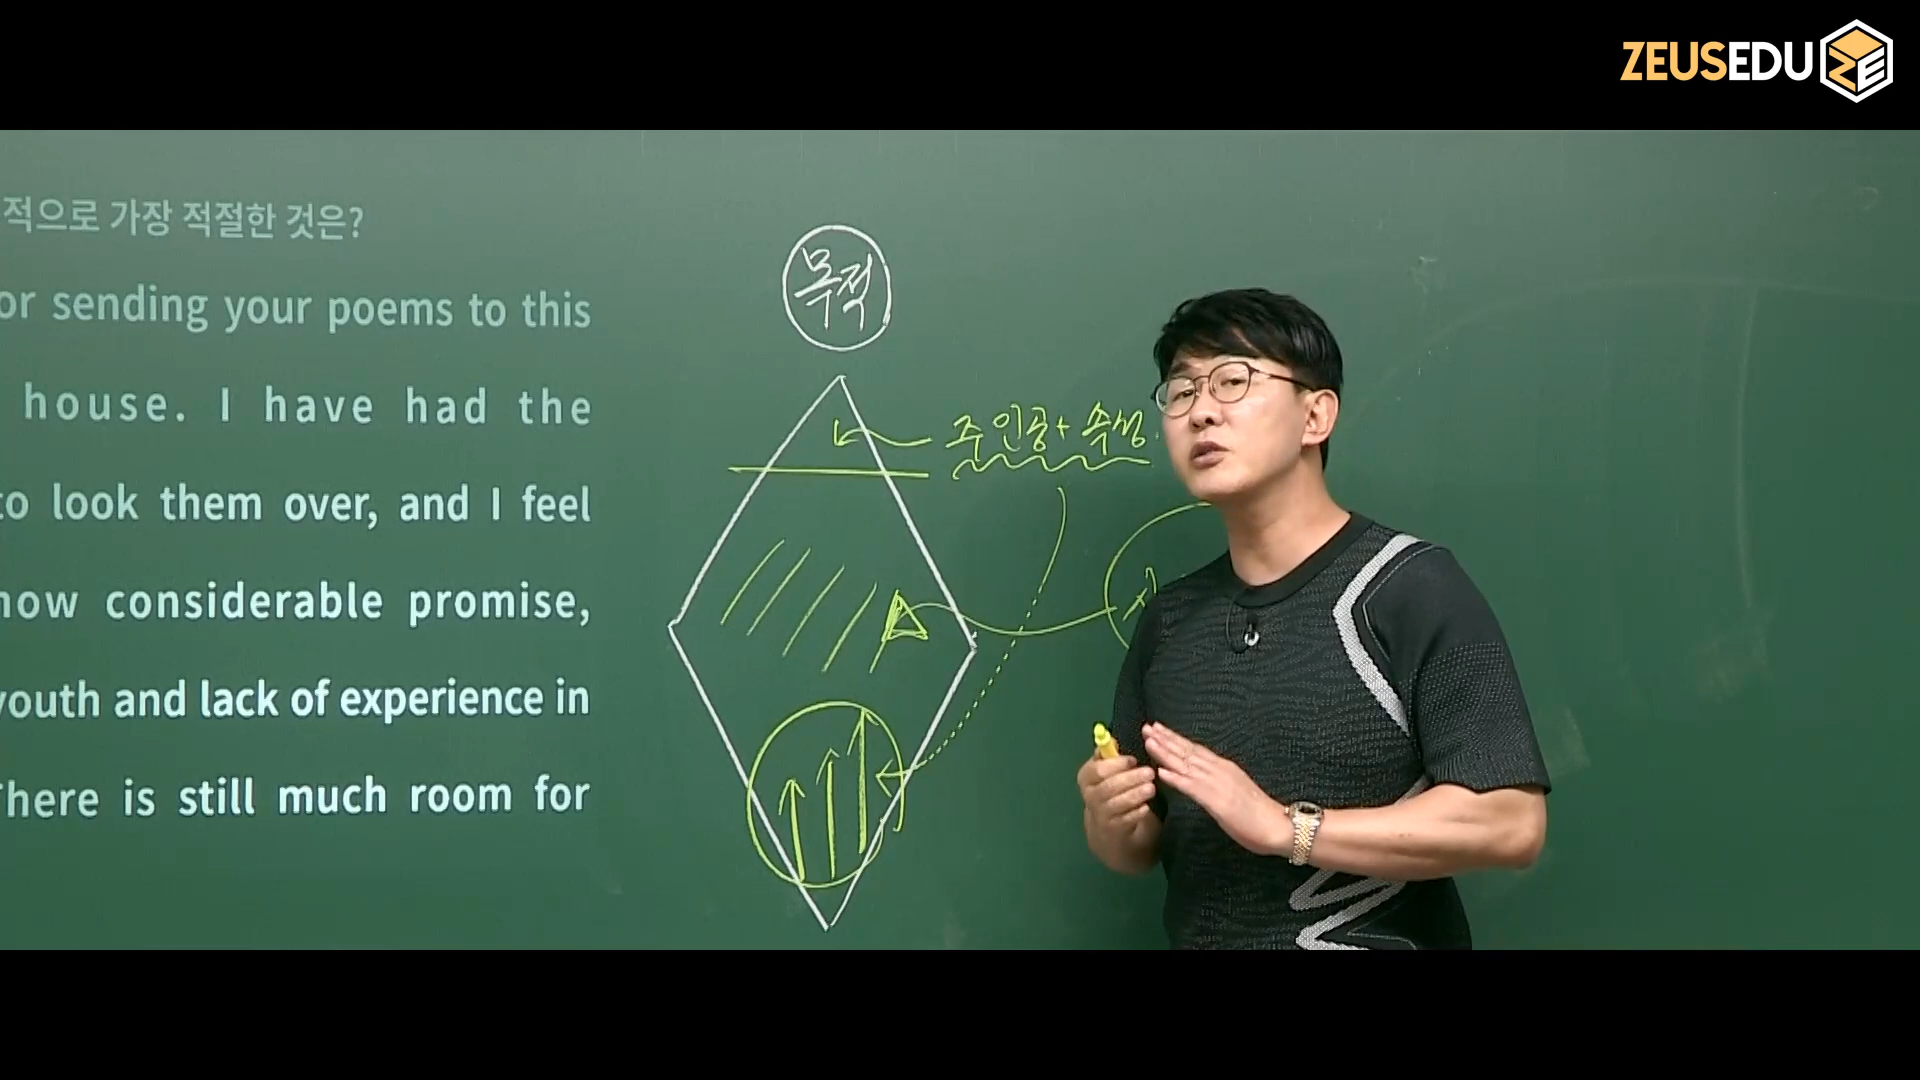 ZEUSEDU
적으로 가장 적절한 것은?
or sending your poems to this
house. I have had the
to look them over, and I feel
how considerable promise,
youth and lack of experience in
There is still much room for
목적
주인공 + 속성